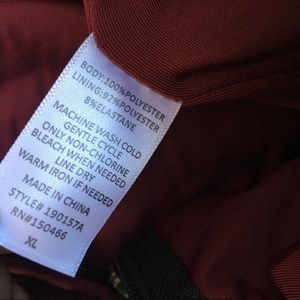 BODY:100%POLYESTER
LINING:92%POLYESTER
8%ELASTANE
MACHINE WASH COLD
GENTLE CYCLE
ONLY NON-CHLORINE
BLEACH WHEN NEEDED
LINE DRY
WARM IRON IF NEEDED
MADE IN CHINA
STYLE# 190157A
RN#150466
XL